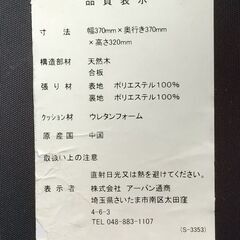 品質表示
寸　法　幅370mm×奥行き370mm
×高さ320mm
構造部材　天然木
合板
張り材　表地　ポリエステル100％
裏地　ポリエステル100％
クッション材　ウレタンフォーム
原産国　中国
取扱い上の注意
直射日光又は熱を避けてください。
表示者　株式会社　アーバン通商
埼玉県さいたま市南区太田窪
4-6-3
TEL 048-883-1107
(S-3353)